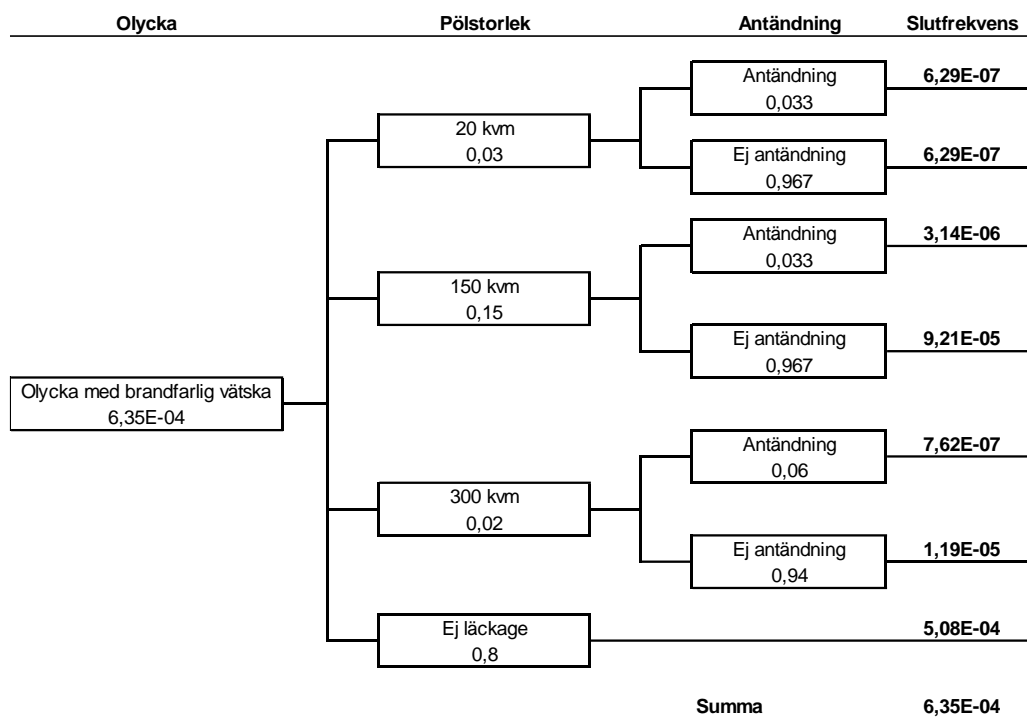 Olycka Pölstorlek Antändning Slutfrekvens
Antändning 6,29E-07
0,033
20 kvm
0,03
Ej antändning 6,29E-07
0,967
Antändning 3,14E-06
0,033
150 kvm
0,15
Ej antändning 9,21E-05
0,967
Olycka med brandfarlig vätska
6,35E-04
Antändning 7,62E-07
0,06
300 kvm
0,02
Ej antändning 1,19E-05
0,94
Ej läckage 5,08E-04
0,8
Summa 6,35E-04